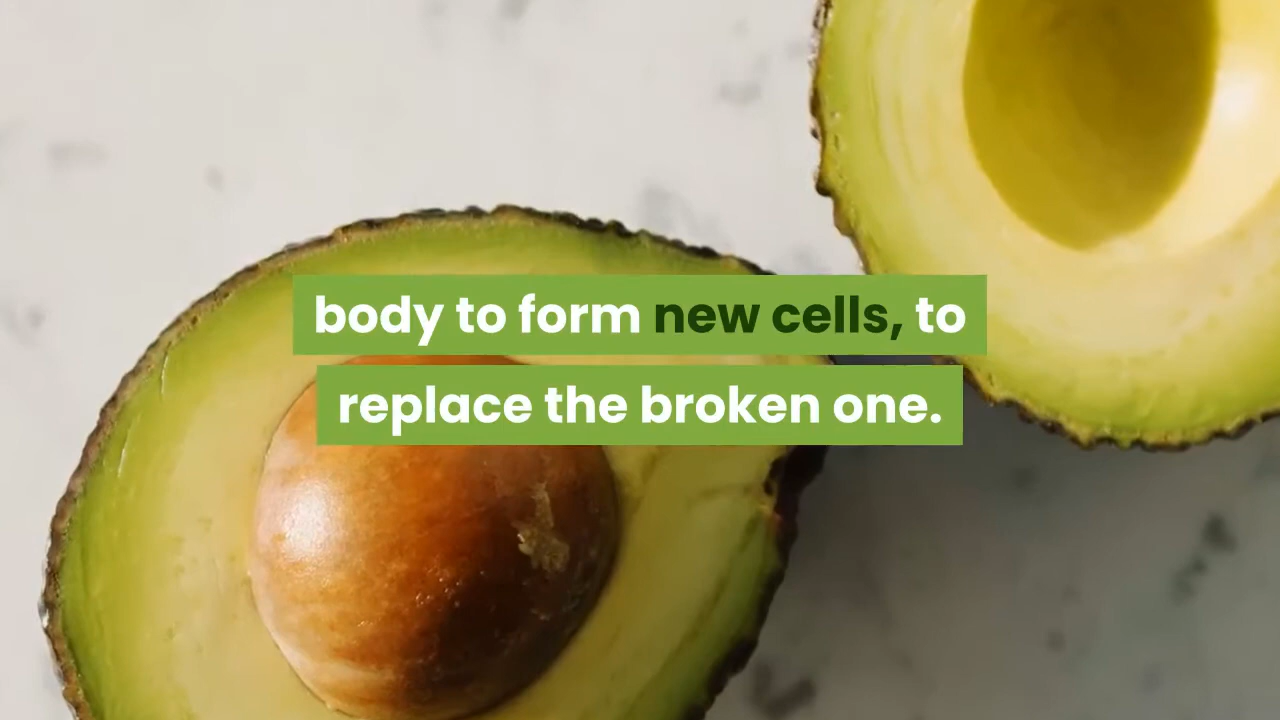 body to form new cells, to
replace the broken one.